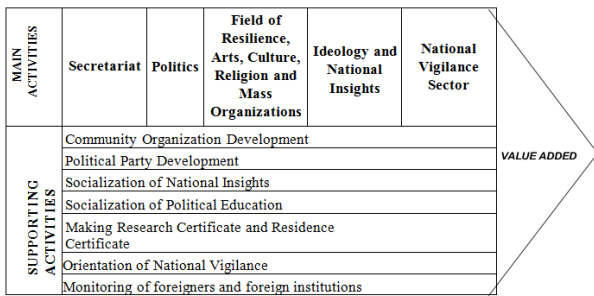 MAIN
ACTIVITIES
Secretariat
Politics
Field of
Resilience,
Arts, Culture,
Religion and
Mass
Organizations
Ideology and
National
Insights
National
Vigilance
Sector
SUPPORTING
ACTIVITIES
Community Organization Development
Political Party Development
Socialization of National Insights
Socialization of Political Education
Making Research Certificate and Residence
Certificate
Orientation of National Vigilance
Monitoring of foreigners and foreign institutions
VALUE ADDED